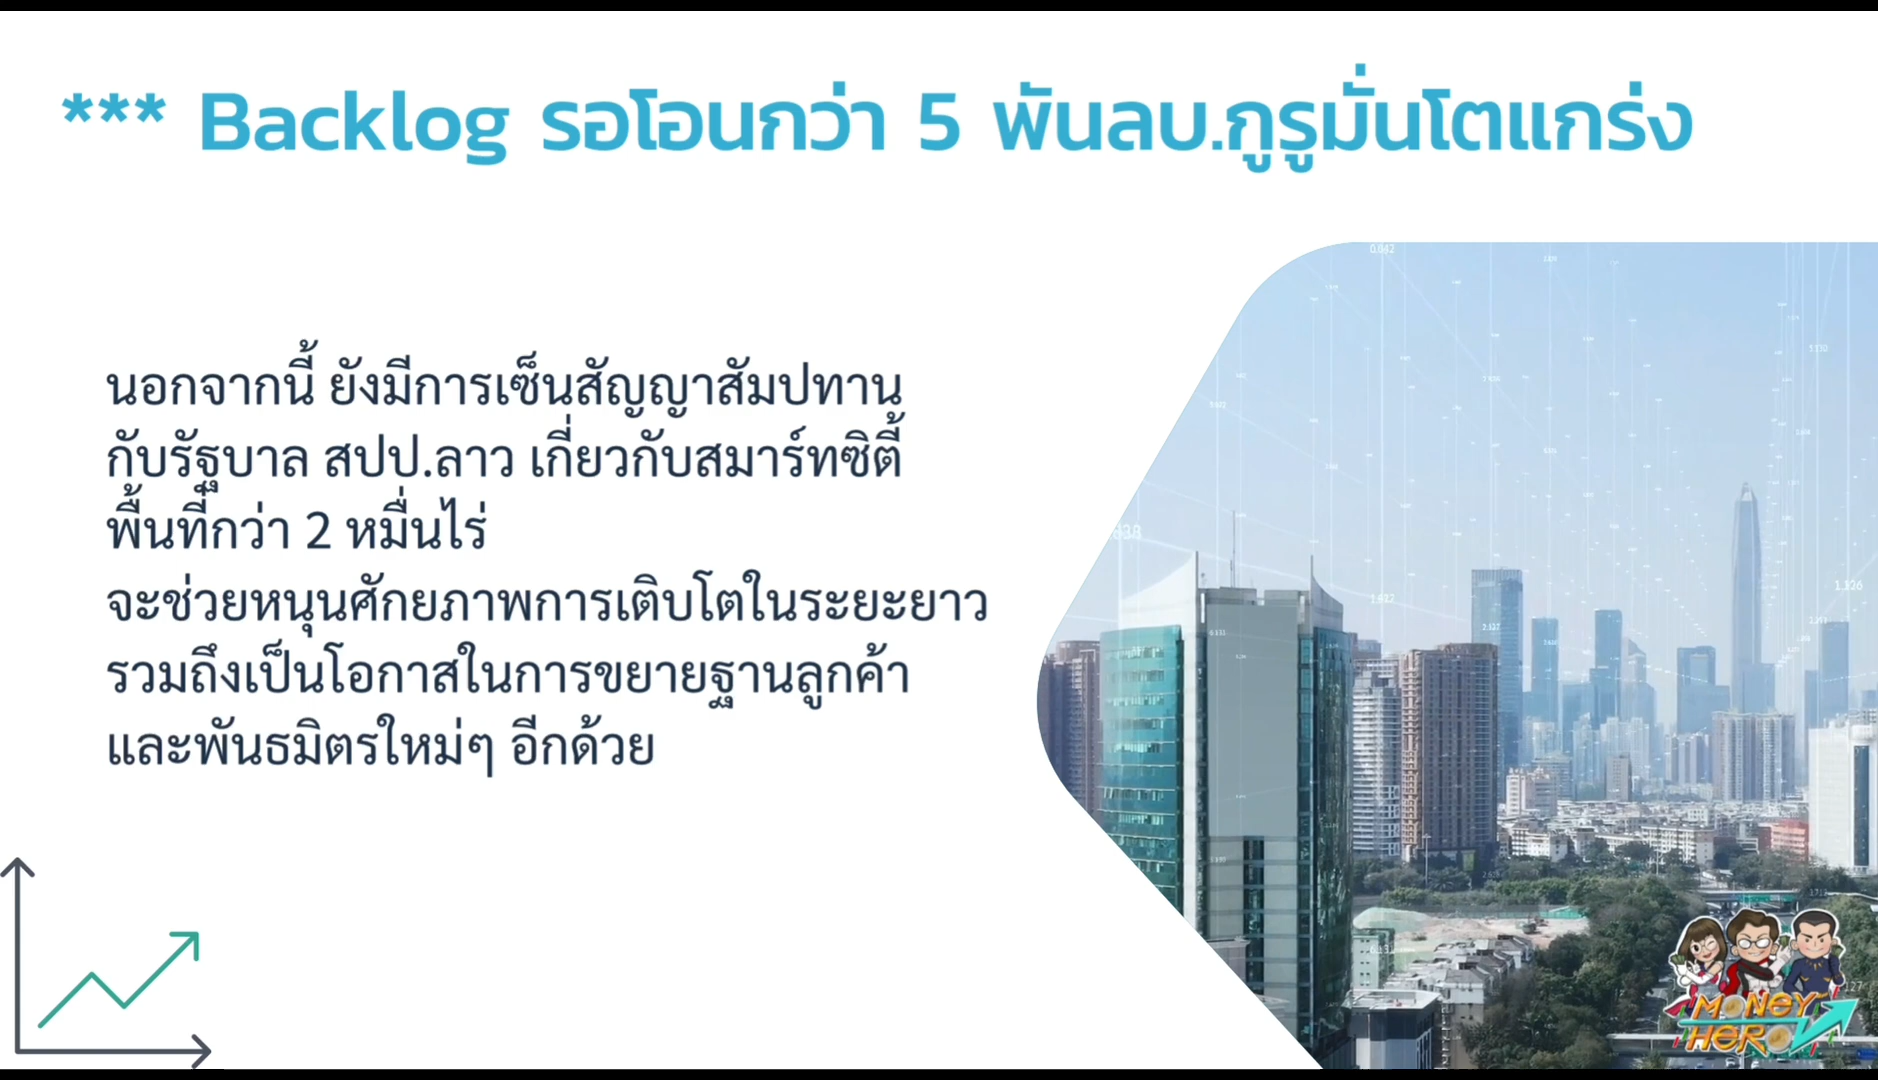 *** Backlog รอโอนกว่า 5 พันลบ.กูรูมั่นโตแกร่ง
นอกจากนี้ ยังมีการเซ็นสัญญาสัมปทาน
กับรัฐบาล สปป.ลาว เกี่ยวกับสมาร์ทซิตี้
พื้นที่กว่า 2 หมื่นไร่
จะช่วยหนุนศักยภาพการเติบโตในระยะยาว
รวมถึงเป็นโอกาสในการขยายฐานลูกค้า
และพันธมิตรใหม่ๆ อีกด้วย
MONEY
HERO